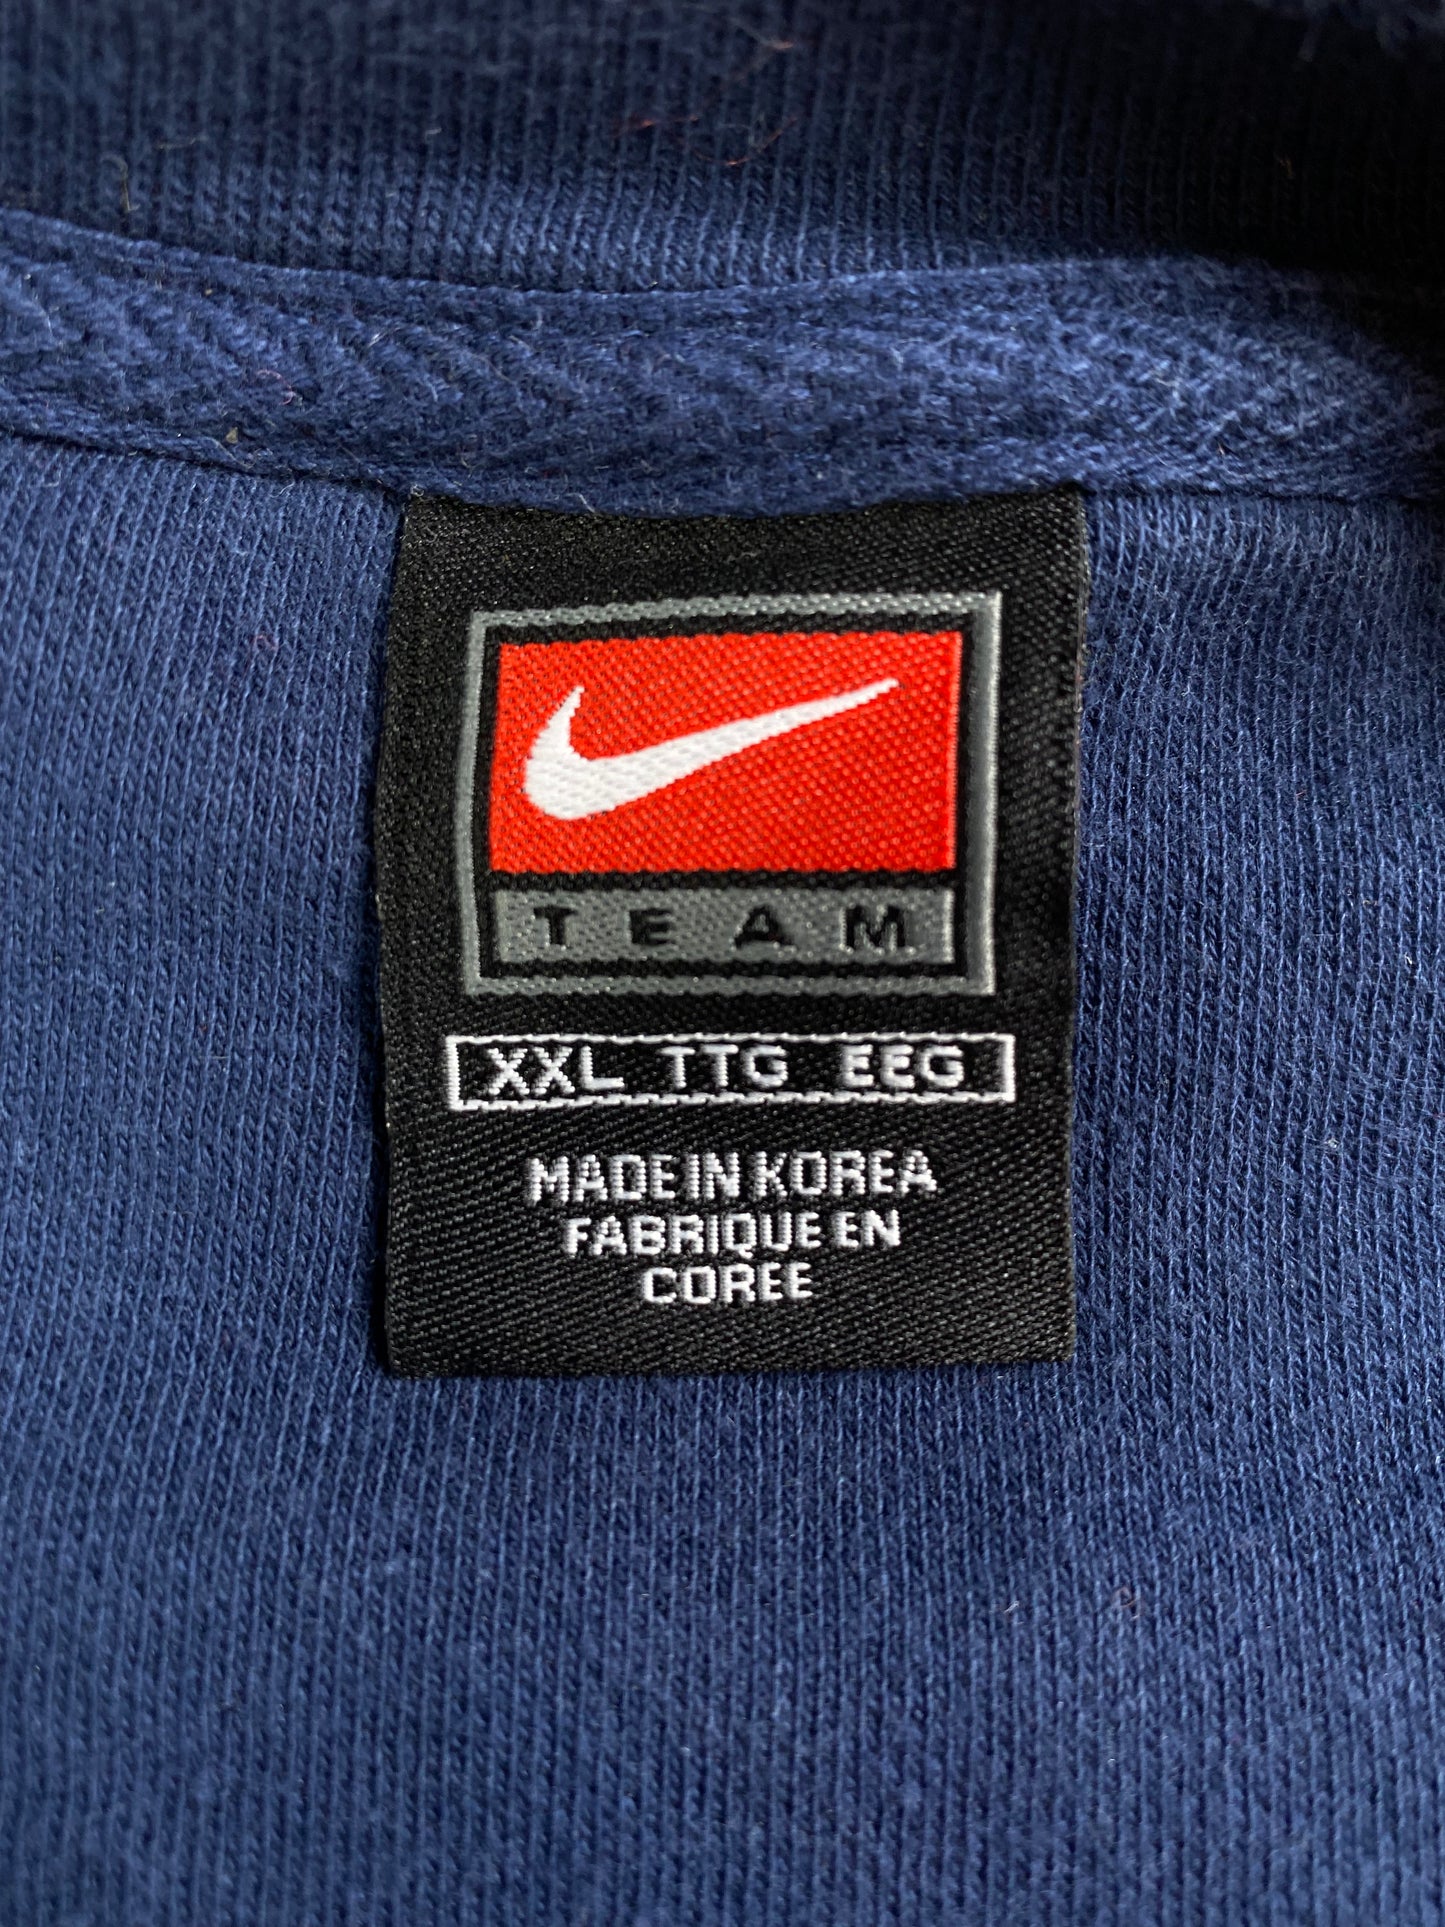 TEAM
XXL TTG EEG
MADE IN KOREA
FABRIQUE EN
COREE